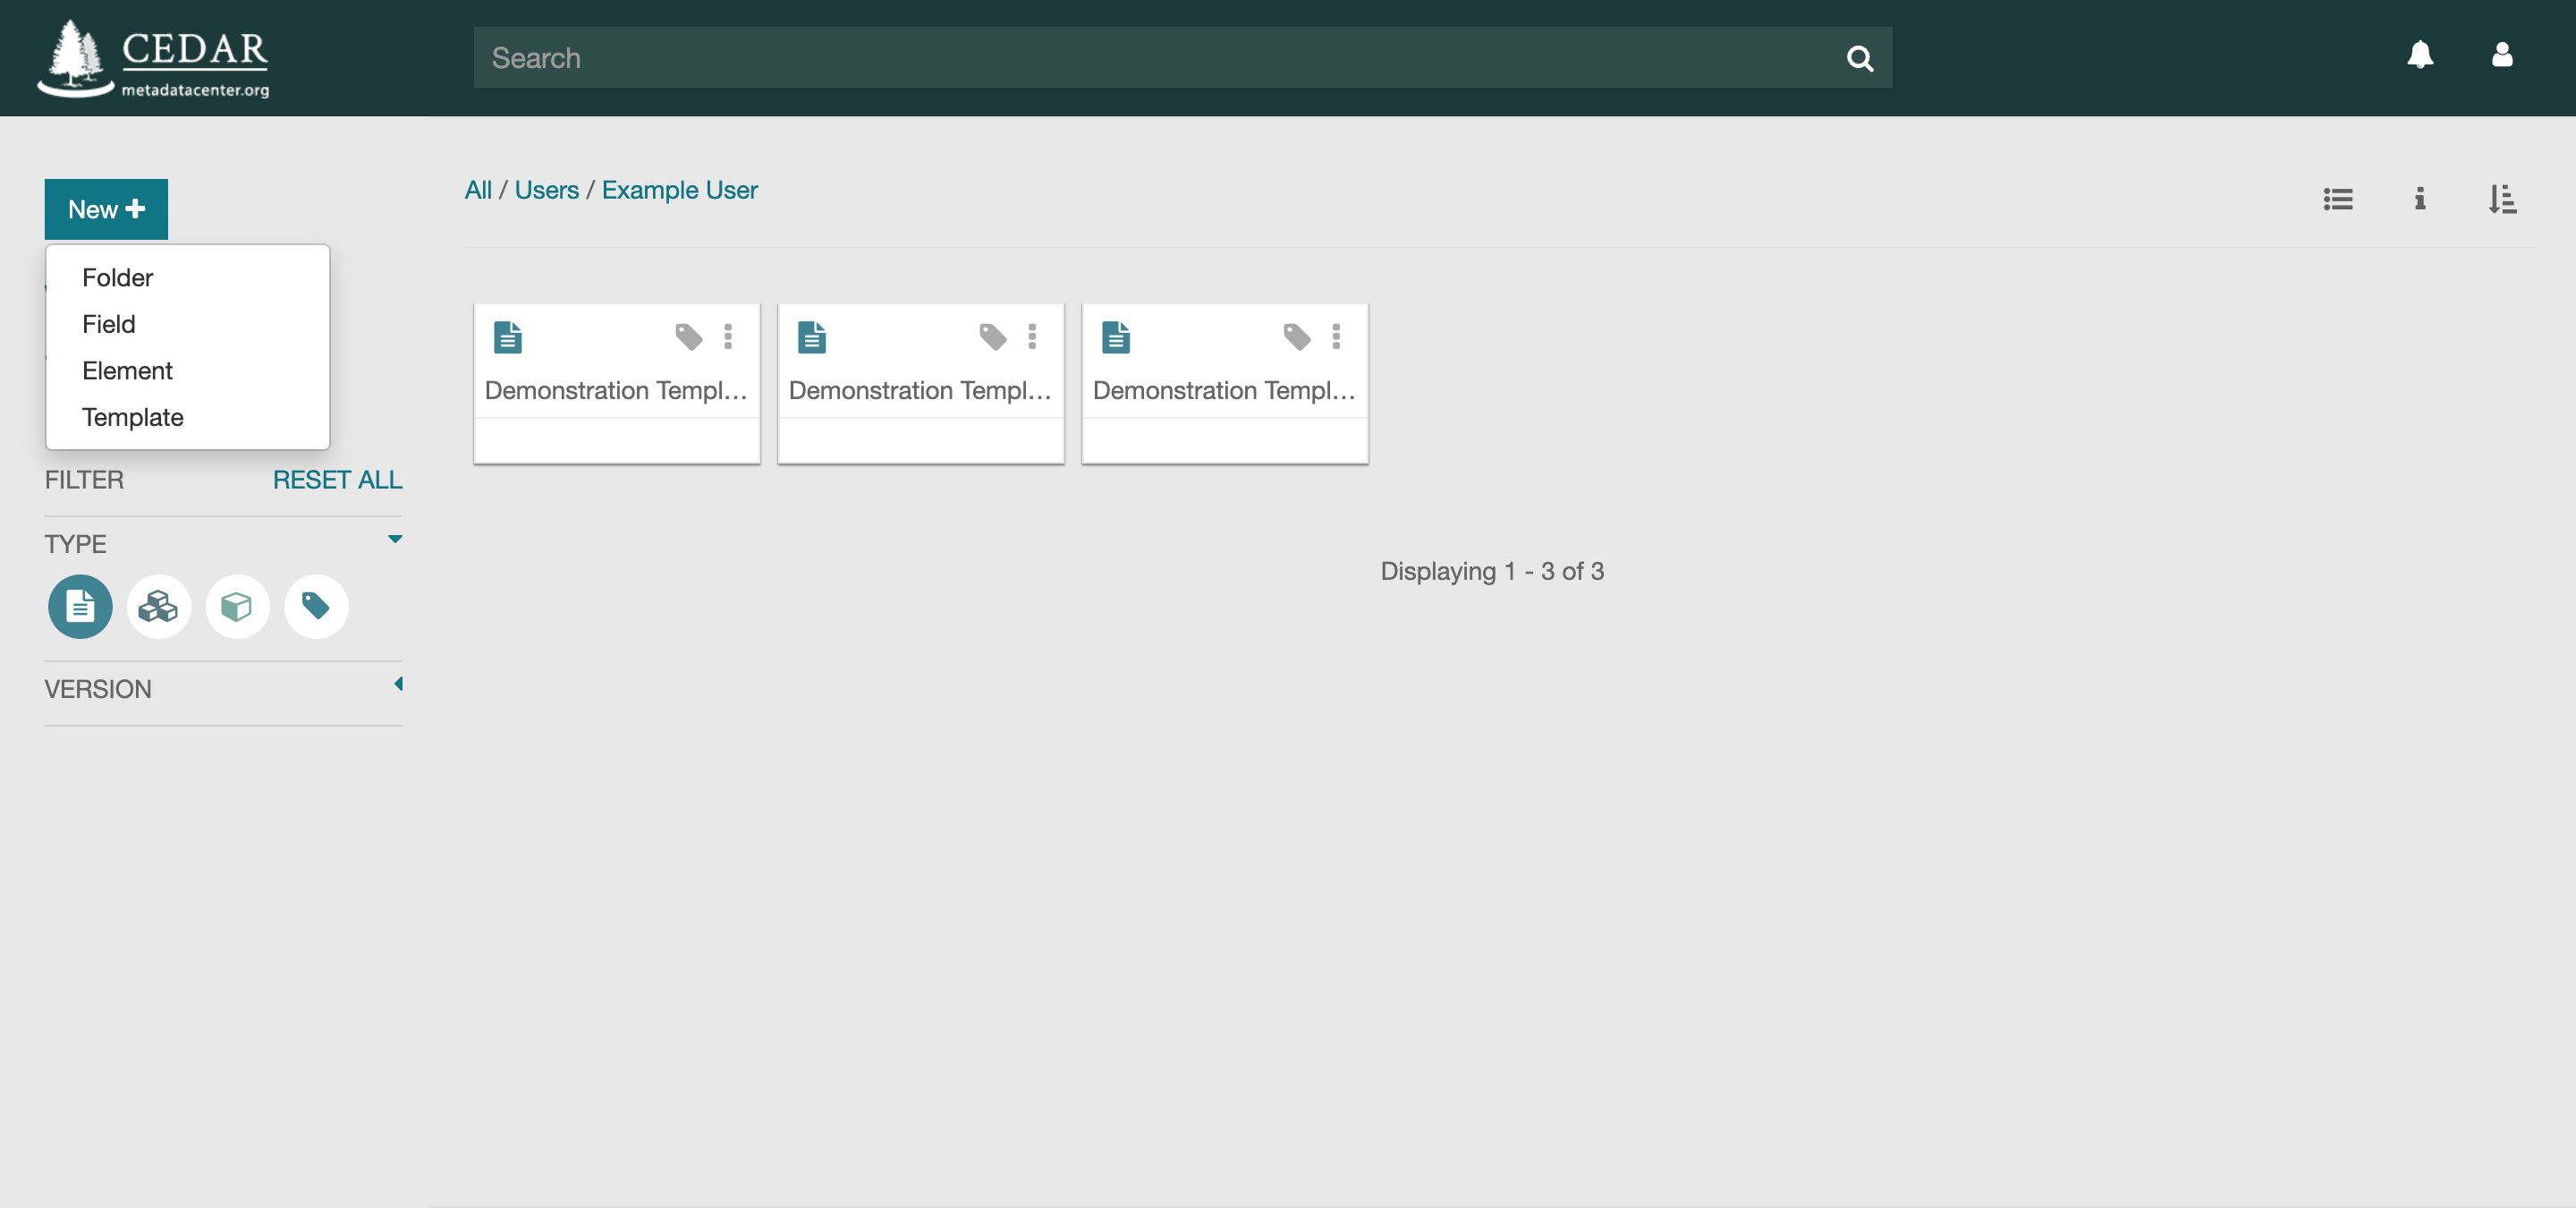 CEDAR
metadatacenter.org
Search
New
All / Users / Example User
Folder
Field
Element
Template
Demonstration Templ...
Demonstration Templ...
Demonstration Templ...
FILTER RESET ALL
TYPE
Displaying 1 - 3 of 3
VERSION